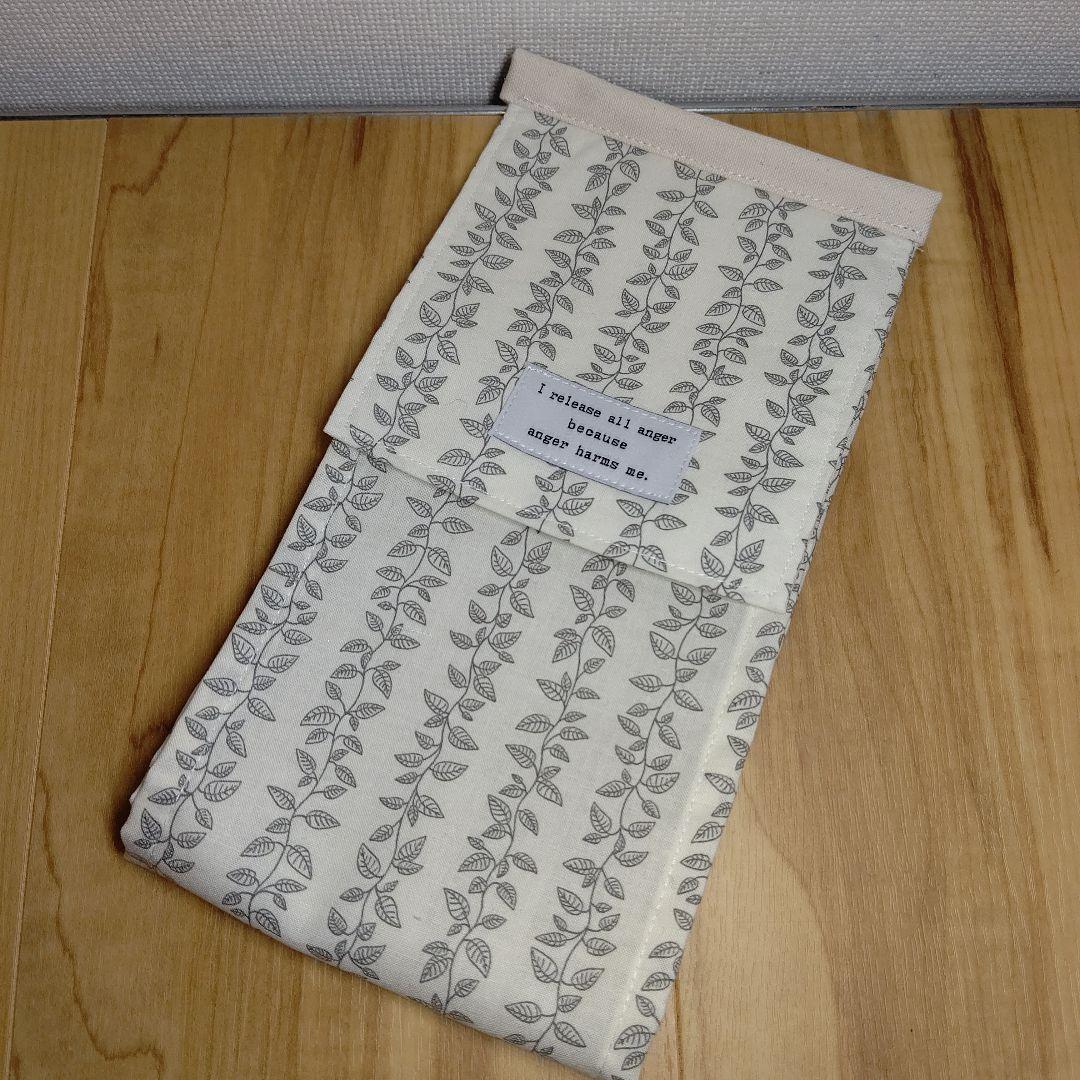 I release all anger
because
anger harms me.